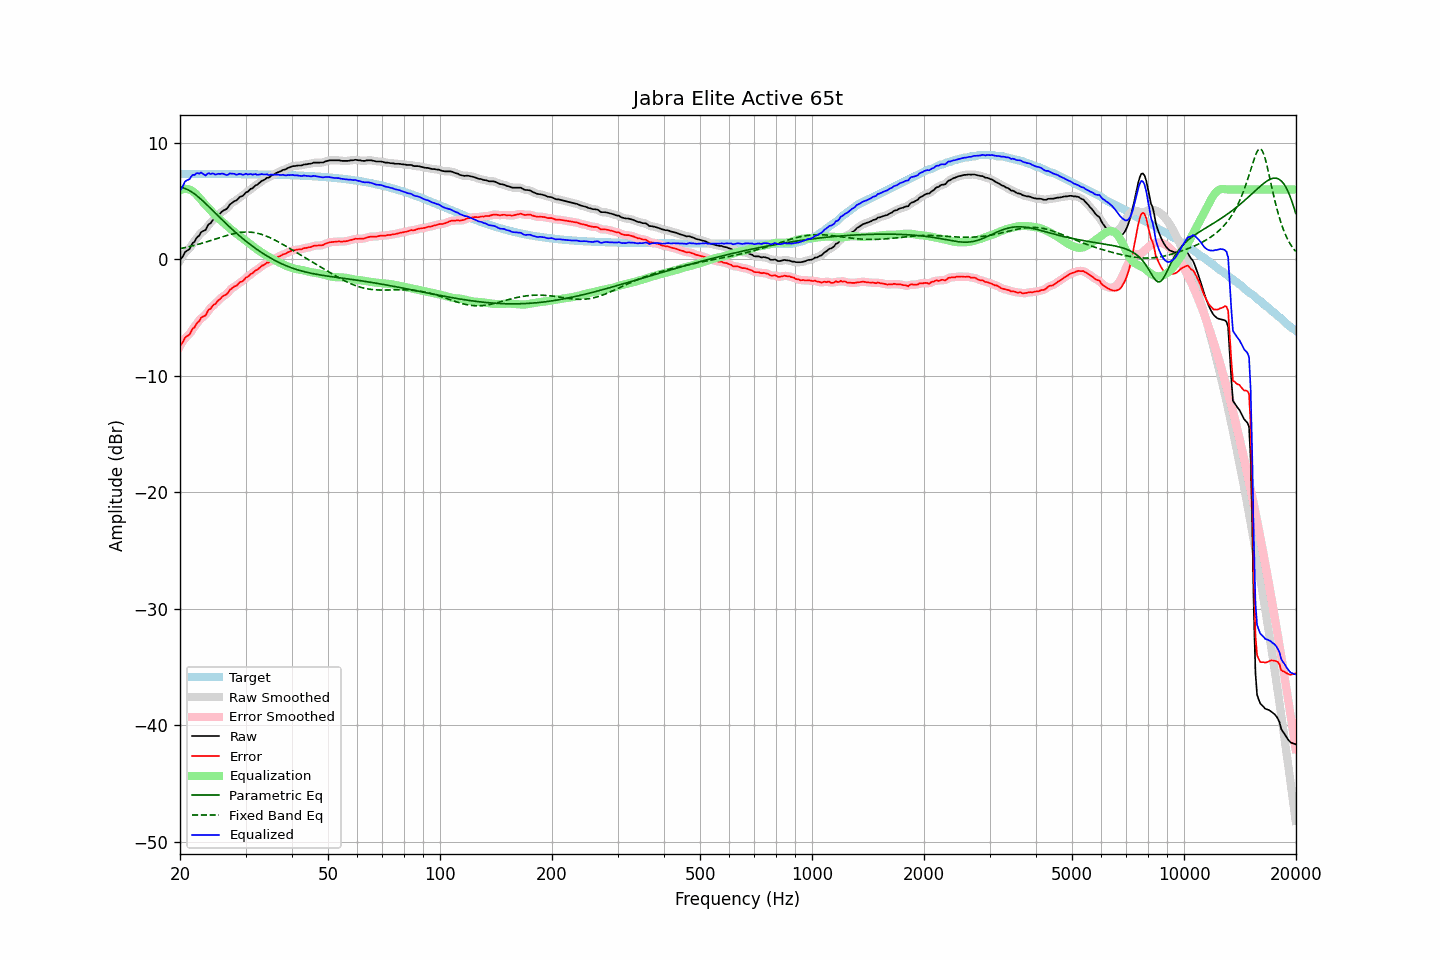 Jabra Elite Active 65t
Amplitude (dBr)
10
0
−10
−20
−30
−40
−50
Target
Raw Smoothed
Error Smoothed
Raw
Error
Equalization
Parametric Eq
Fixed Band Eq
Equalized
20 50 100 200 500 1000 2000 5000 10000 20000
Frequency (Hz)